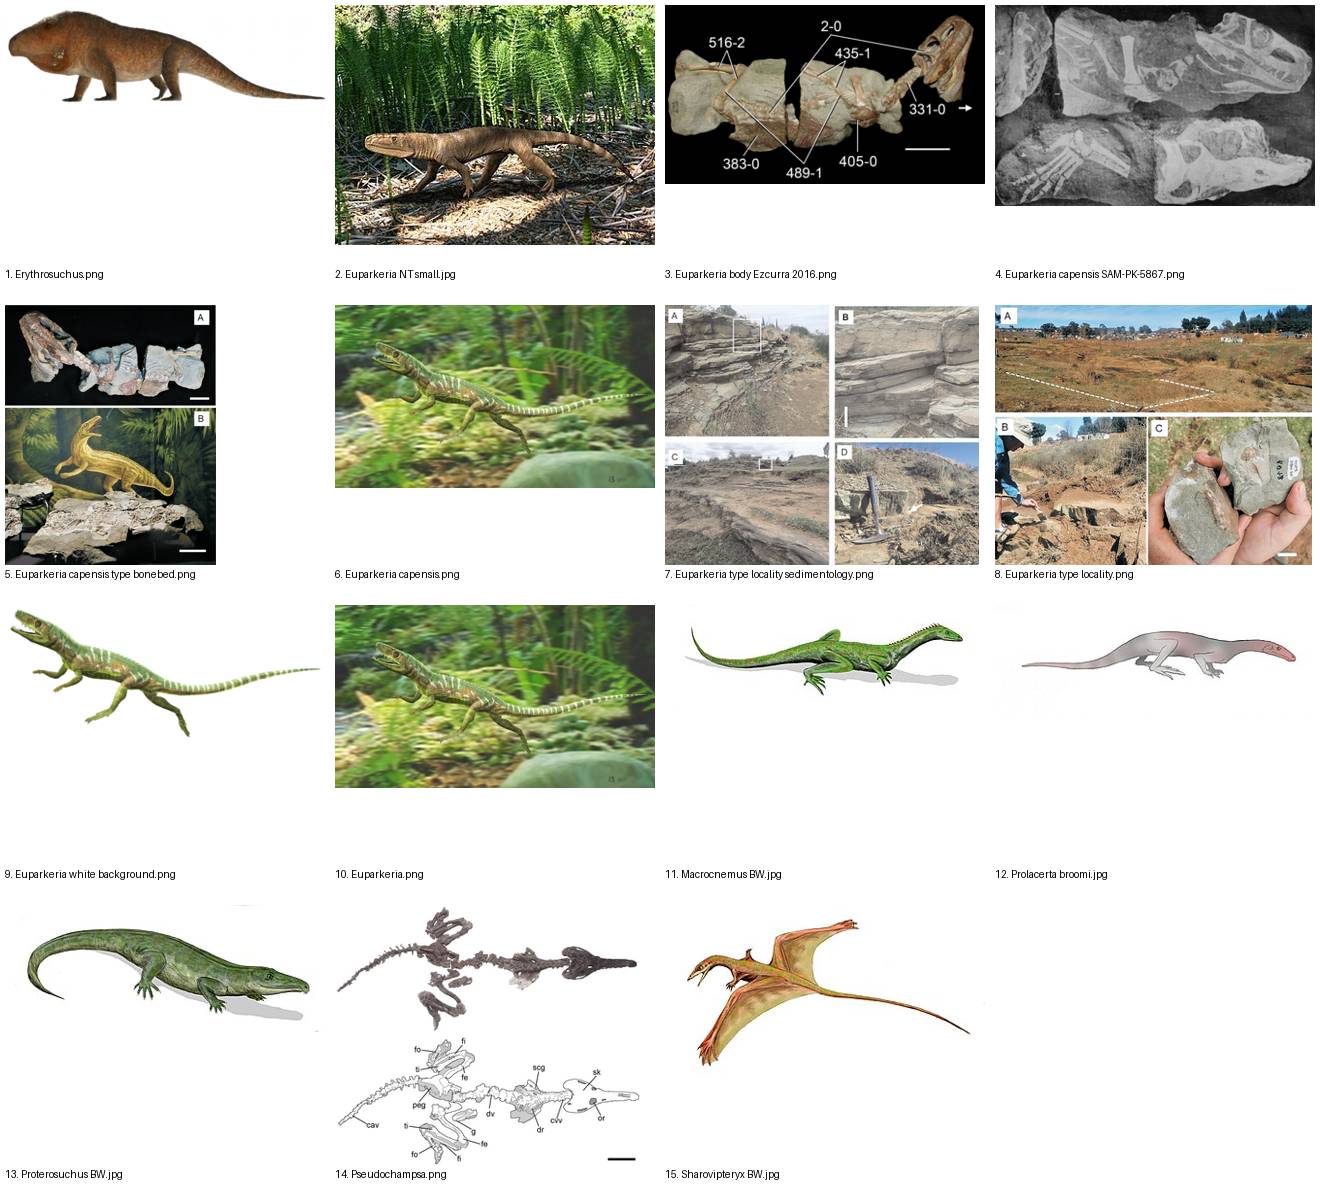 2-0
516-2
435-1
331-0
383-0
489-1
405-0
1. Erythrosuchus.png
2. Euparkeria NTsmall.jpg
3. Euparkeria body Ezcurra 2016.png
4. Euparkeria capensis SAM-PK-5867.png
A
B
A
B
C
D
A
B
C
5. Euparkeria capensis type bonebed.png
6. Euparkeria capensis.png
7. Euparkeria type locality sedimentology.png
8. Euparkeria type locality.png
9. Euparkeria white background.png
10. Euparkeria.png
11. Macrocnemus BW.jpg
12. Prolacerta broomi.jpg
fo
fi
ti
fe
scg
sk
peg
dv
cav
ti
g
dr
cvv
or
fo
fi
fe
13. Proterosuchus BW.jpg
14. Pseudochampsa.png
15. Sharovipteryx BW.jpg